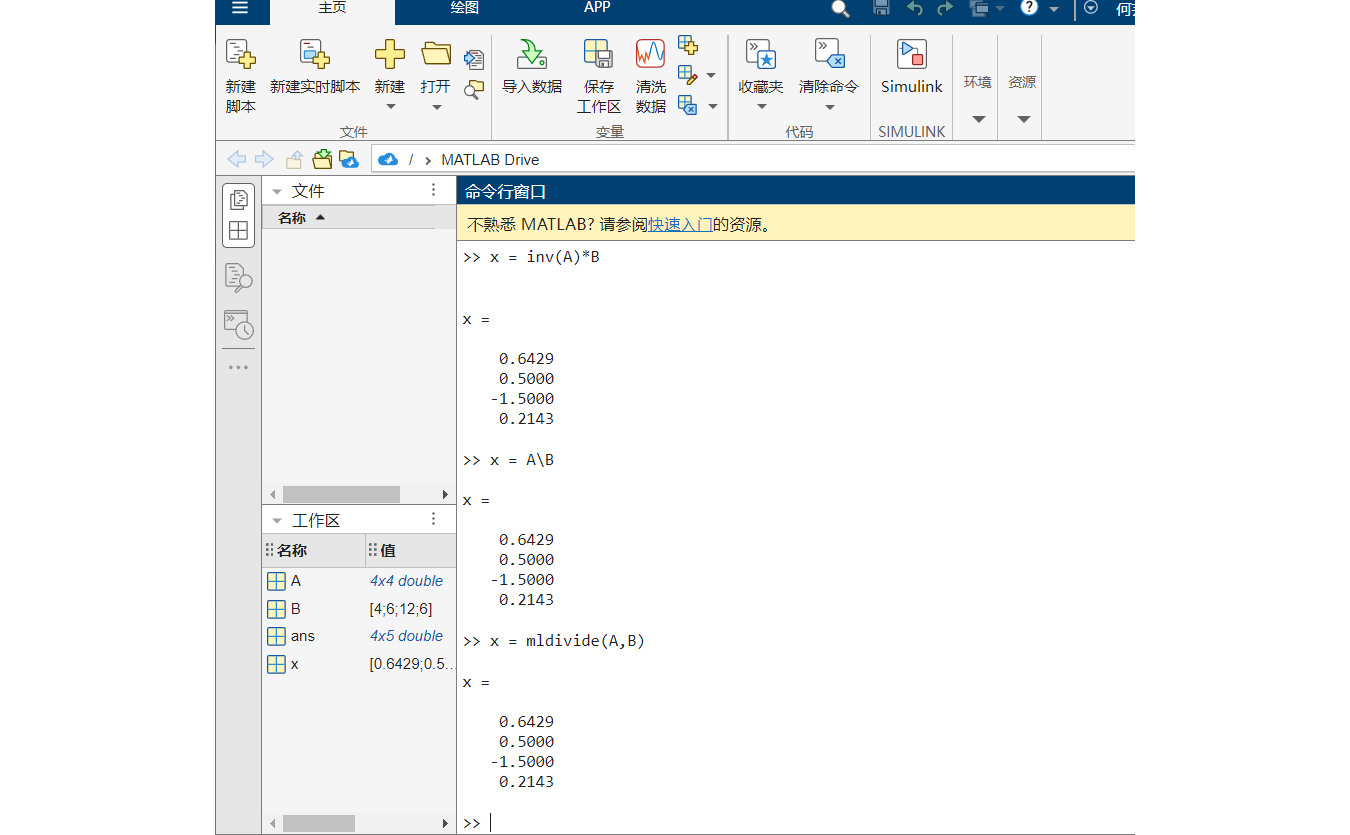 主页 绘图 APP
新建脚本 新建实时脚本 新建 打开 导入数据 保存工作区 清洗数据 收藏夹 清除命令 Simulink 环境 资源
文件 变量 代码 SIMULINK
/ › MATLAB Drive
文件
名称
命令行窗口
不熟悉 MATLAB? 请参阅快速入门的资源。
>> x = inv(A)*B
x =
0.6429
0.5000
-1.5000
0.2143
>> x = A\B
x =
0.6429
0.5000
-1.5000
0.2143
>> x = mldivide(A,B)
x =
0.6429
0.5000
-1.5000
0.2143
>>
工作区
名称 值
A 4x4 double
B [4;6;12;6]
ans 4x5 double
x [0.6429;0.5...